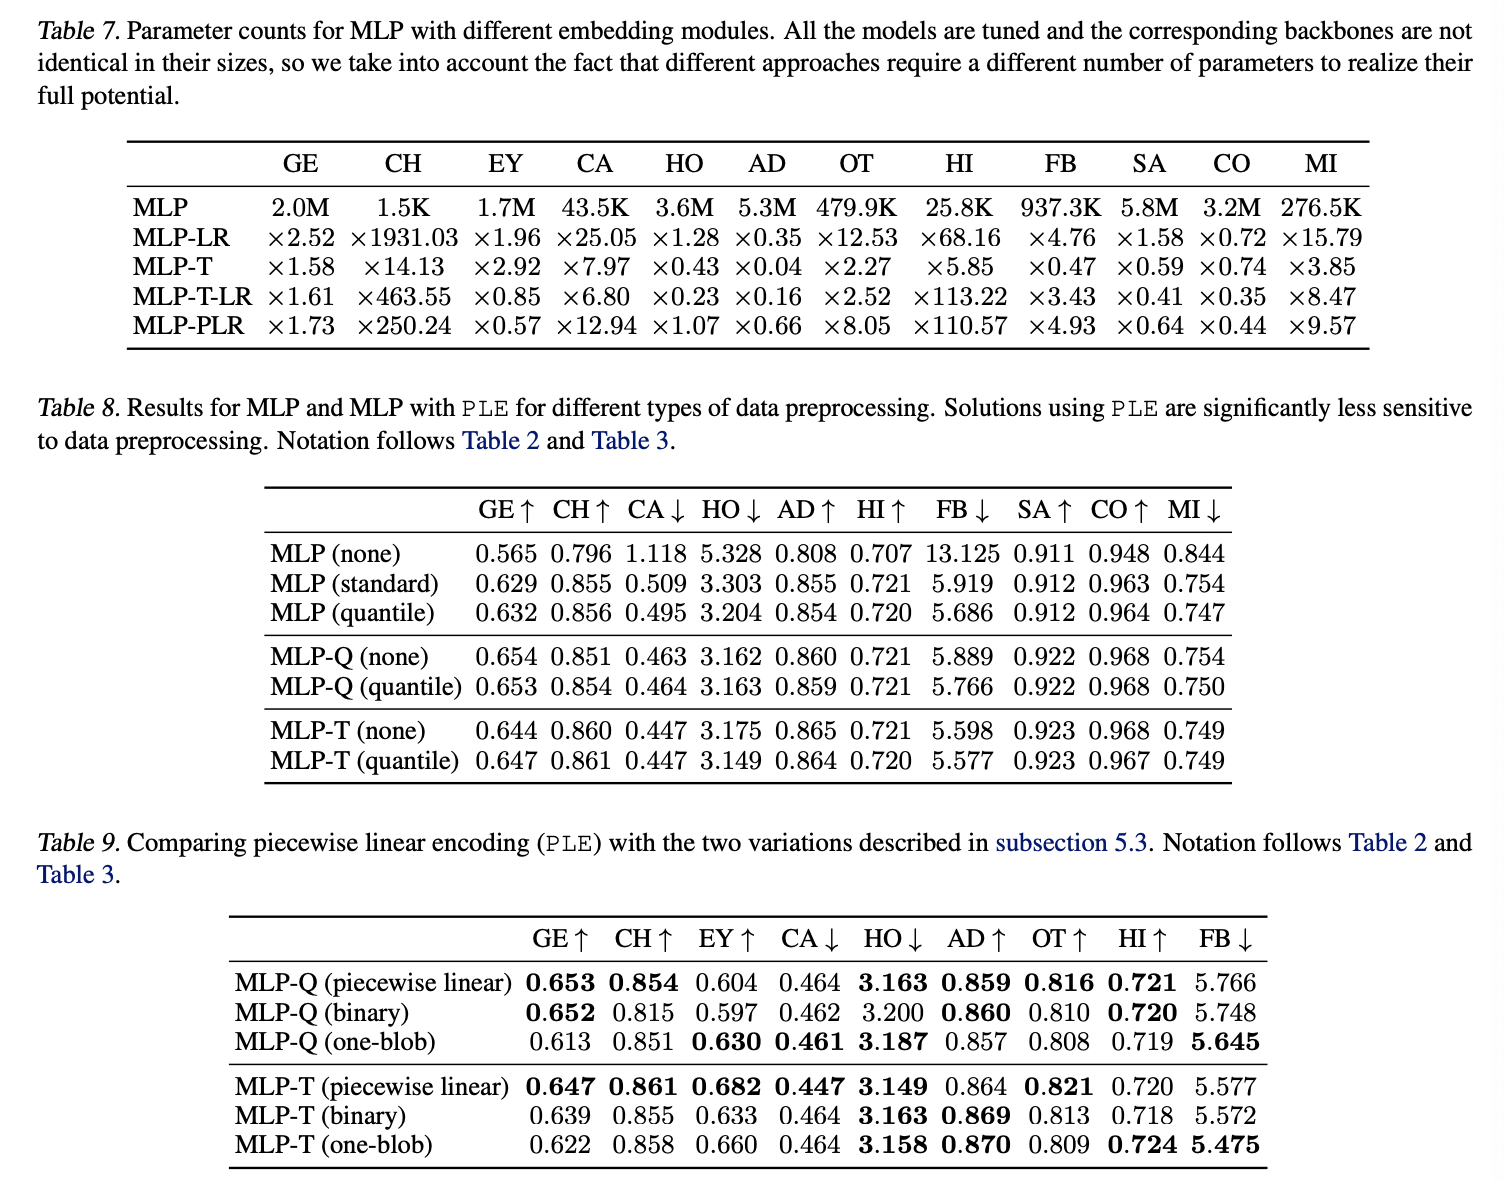 Table 7. Parameter counts for MLP with different embedding modules. All the models are tuned and the corresponding backbones are not
identical in their sizes, so we take into account the fact that different approaches require a different number of parameters to realize their
full potential.
GE CH EY CA HO AD OT HI FB SA CO MI
MLP 2.0M 1.5K 1.7M 43.5K 3.6M 5.3M 479.9K 25.8K 937.3K 5.8M 3.2M 276.5K
MLP-LR ×2.52 ×1931.03 ×1.96 ×25.05 ×1.28 ×0.35 ×12.53 ×68.16 ×4.76 ×1.58 ×0.72 ×15.79
MLP-T ×1.58 ×14.13 ×2.92 ×7.97 ×0.43 ×0.04 ×2.27 ×5.85 ×0.47 ×0.59 ×0.74 ×3.85
MLP-T-LR ×1.61 ×463.55 ×0.85 ×6.80 ×0.23 ×0.16 ×2.52 ×113.22 ×3.43 ×0.41 ×0.35 ×8.47
MLP-PLR ×1.73 ×250.24 ×0.57 ×12.94 ×1.07 ×0.66 ×8.05 ×110.57 ×4.93 ×0.64 ×0.44 ×9.57
Table 8. Results for MLP and MLP with PLE for different types of data preprocessing. Solutions using PLE are significantly less sensitive
to data preprocessing. Notation follows Table 2 and Table 3.
GE ↑ CH ↑ CA ↓ HO ↓ AD ↑ HI ↑ FB ↓ SA ↑ CO ↑ MI ↓
MLP (none) 0.565 0.796 1.118 5.328 0.808 0.707 13.125 0.911 0.948 0.844
MLP (standard) 0.629 0.855 0.509 3.303 0.855 0.721 5.919 0.912 0.963 0.754
MLP (quantile) 0.632 0.856 0.495 3.204 0.854 0.720 5.686 0.912 0.964 0.747
MLP-Q (none) 0.654 0.851 0.463 3.162 0.860 0.721 5.889 0.922 0.968 0.754
MLP-Q (quantile) 0.653 0.854 0.464 3.163 0.859 0.721 5.766 0.922 0.968 0.750
MLP-T (none) 0.644 0.860 0.447 3.175 0.865 0.721 5.598 0.923 0.968 0.749
MLP-T (quantile) 0.647 0.861 0.447 3.149 0.864 0.720 5.577 0.923 0.967 0.749
Table 9. Comparing piecewise linear encoding (PLE) with the two variations described in subsection 5.3. Notation follows Table 2 and
Table 3.
GE ↑ CH ↑ EY ↑ CA ↓ HO ↓ AD ↑ OT ↑ HI ↑ FB ↓
MLP-Q (piecewise linear) 0.653 0.854 0.604 0.464 3.163 0.859 0.816 0.721 5.766
MLP-Q (binary) 0.652 0.815 0.597 0.462 3.200 0.860 0.810 0.720 5.748
MLP-Q (one-blob) 0.613 0.851 0.630 0.461 3.187 0.857 0.808 0.719 5.645
MLP-T (piecewise linear) 0.647 0.861 0.682 0.447 3.149 0.864 0.821 0.720 5.577
MLP-T (binary) 0.639 0.855 0.633 0.464 3.163 0.869 0.813 0.718 5.572
MLP-T (one-blob) 0.622 0.858 0.660 0.464 3.158 0.870 0.809 0.724 5.475